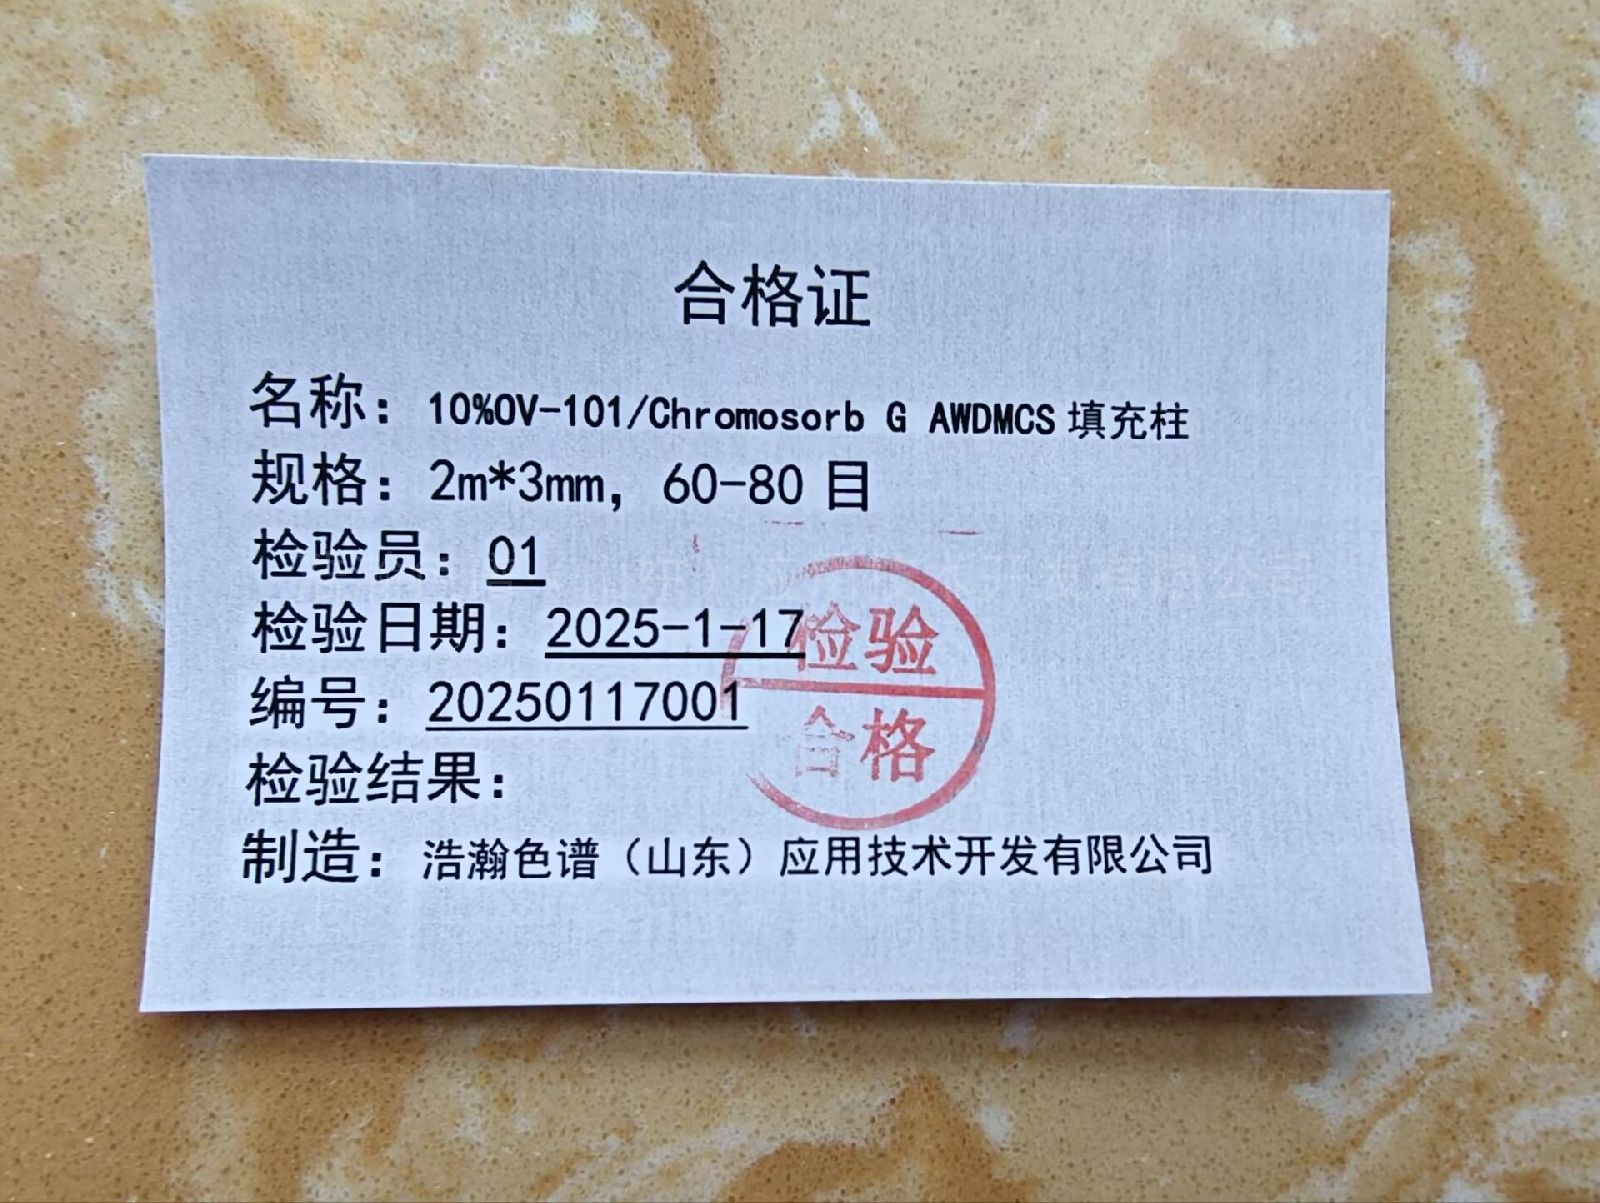 合格证
名称：10%OV-101/Chromosorb G AWDMCS 填充柱
规格：2m*3mm，60-80 目
检验员：01
检验日期：2025-1-17
编号：20250117001
检验结果：
检验
合格
制造：浩瀚色谱（山东）应用技术开发有限公司